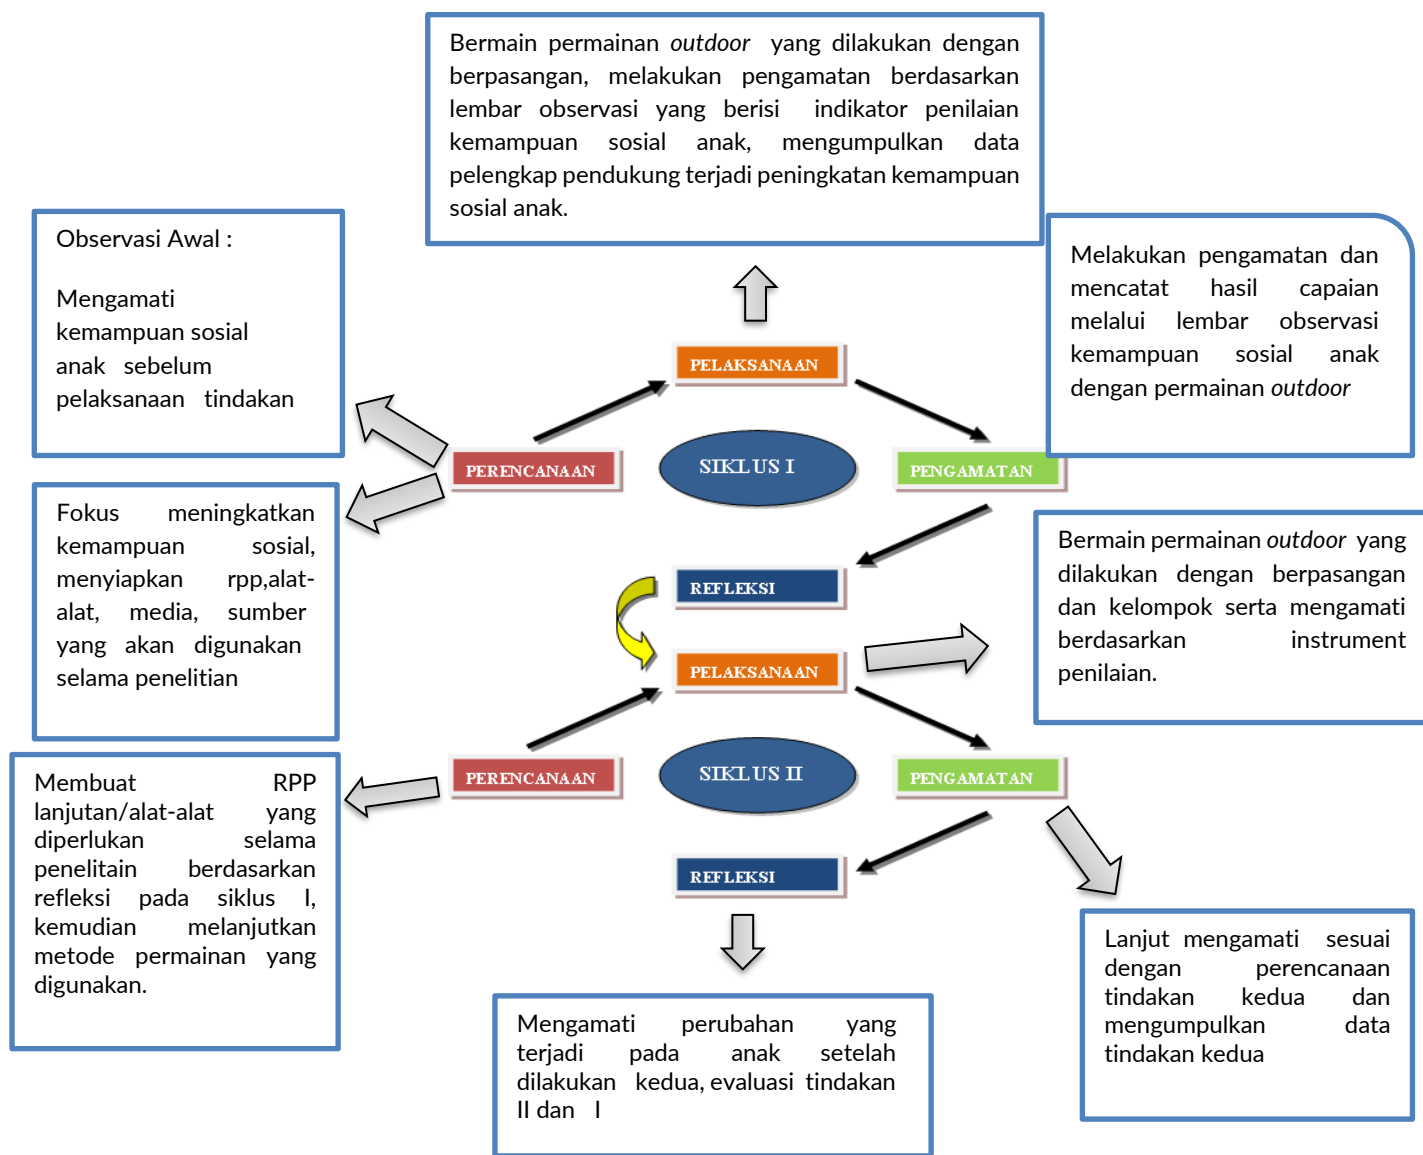 Bermain permainan outdoor yang dilakukan dengan
berpasangan, melakukan pengamatan berdasarkan
lembar observasi yang berisi indikator penilaian
kemampuan sosial anak, mengumpulkan data
pelengkap pendukung terjadi peningkatan kemampuan
sosial anak.
Observasi Awal :
Mengamati
kemampuan sosial
anak sebelum
pelaksanaan tindakan
Melakukan pengamatan dan
mencatat hasil capaian
melalui lembar observasi
kemampuan sosial anak
dengan permainan outdoor
PELAKSANAAN
PERENCANAAN
SIKLUS I
PENGAMATAN
Fokus meningkatkan
kemampuan sosial,
menyiapkan rpp,alat-
alat, media, sumber
yang akan digunakan
selama penelitian
REFLEKSI
Bermain permainan outdoor yang
dilakukan dengan berpasangan
dan kelompok serta mengamati
berdasarkan instrument
penilaian.
PELAKSANAAN
PERENCANAAN
SIKLUS II
PENGAMATAN
Membuat RPP
lanjutan/alat-alat yang
diperlukan selama
penelitain berdasarkan
refleksi pada siklus I,
kemudian melanjutkan
metode permainan yang
digunakan.
REFLEKSI
Lanjut mengamati sesuai
dengan perencanaan
tindakan kedua dan
mengumpulkan data
tindakan kedua
Mengamati perubahan yang
terjadi pada anak setelah
dilakukan kedua, evaluasi tindakan
II dan I